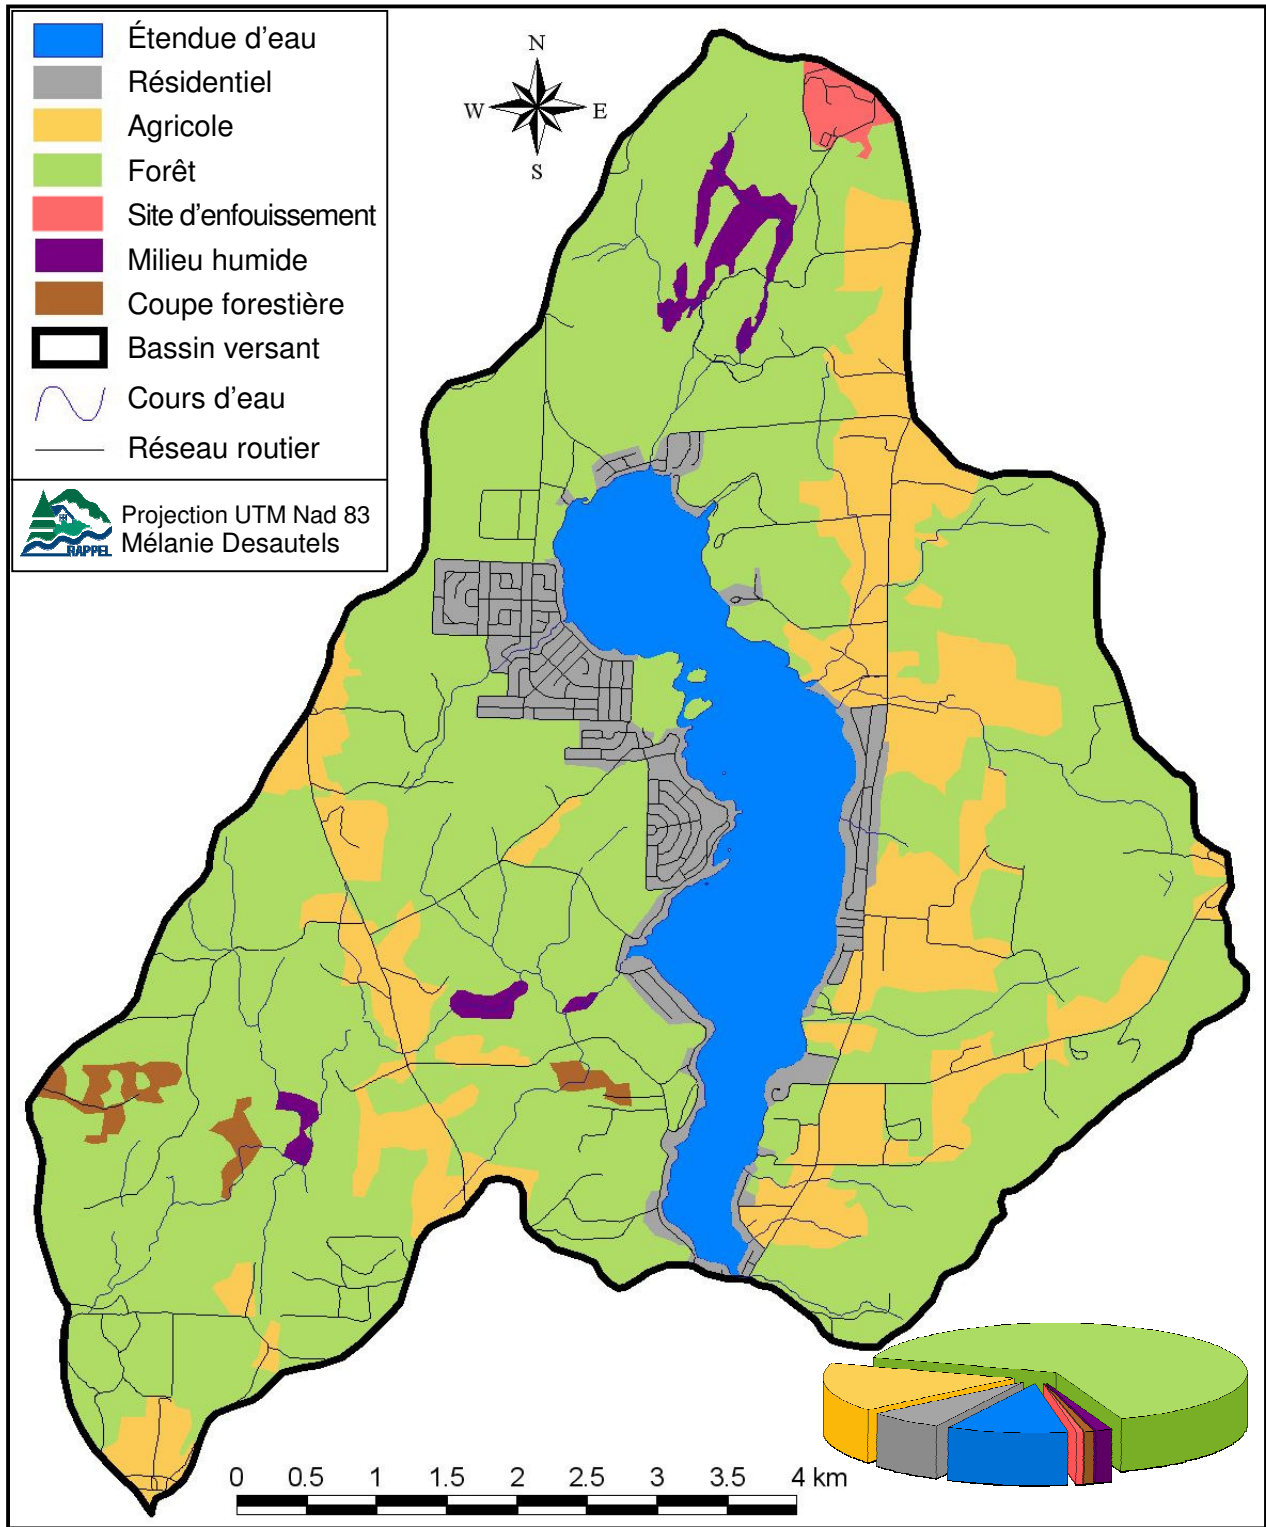 Étendue d'eau
Résidentiel
Agricole
Forêt
Site d'enfouissement
Milieu humide
Coupe forestière
Bassin versant
Cours d'eau
Réseau routier
RAPPEL
Projection UTM Nad 83
Mélanie Desautels
N
W E
S
0 0.5 1 1.5 2 2.5 3 3.5 4 km